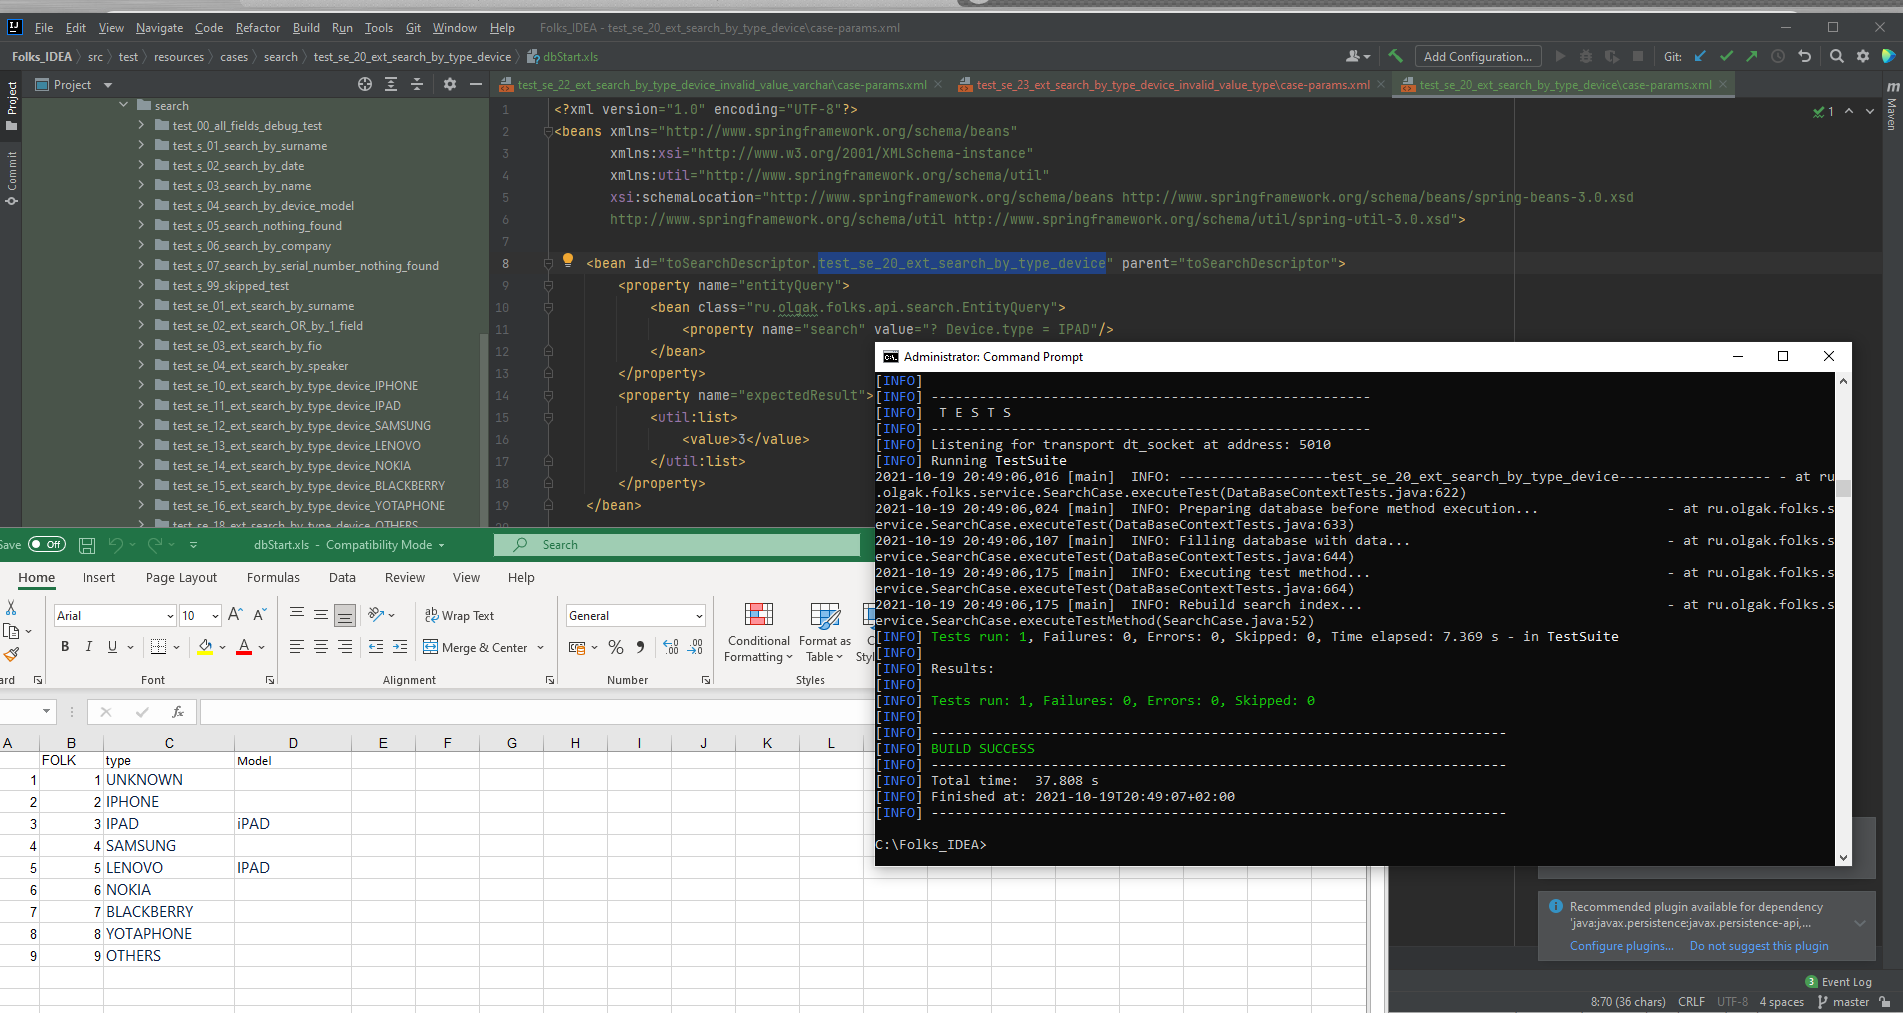 File Edit View Navigate Code Refactor Build Run Tools Git Window Help Folks_IDEA - test_se_20_ext_search_by_type_device\case-params.xml
Folks_IDEA src test resources cases search test_se_20_ext_search_by_type_device dbStart.xls Add Configuration... Git:
Project test_se_22_ext_search_by_type_device_invalid_value_varchar\case-params.xml test_se_23_ext_search_by_type_device_invalid_value_type\case-params.xml test_se_20_ext_search_by_type_device\case-params.xml
Project
Commit
Maven
search
test_00_all_fields_debug_test
test_s_01_search_by_surname
test_s_02_search_by_date
test_s_03_search_by_name
test_s_04_search_by_device_model
test_s_05_search_nothing_found
test_s_06_search_by_company
test_s_07_search_by_serial_number_nothing_found
test_s_99_skipped_test
test_se_01_ext_search_by_surname
test_se_02_ext_search_OR_by_1_field
test_se_03_ext_search_by_fio
test_se_04_ext_search_by_speaker
test_se_10_ext_search_by_type_device_IPHONE
test_se_11_ext_search_by_type_device_IPAD
test_se_12_ext_search_by_type_device_SAMSUNG
test_se_13_ext_search_by_type_device_LENOVO
test_se_14_ext_search_by_type_device_NOKIA
test_se_15_ext_search_by_type_device_BLACKBERRY
test_se_16_ext_search_by_type_device_YOTAPHONE
test_se_18_ext_search_by_type_device_OTHERS
1 <?xml version="1.0" encoding="UTF-8"?>
2 <beans xmlns="http://www.springframework.org/schema/beans"
3 xmlns:xsi="http://www.w3.org/2001/XMLSchema-instance"
4 xmlns:util="http://www.springframework.org/schema/util"
5 xsi:schemaLocation="http://www.springframework.org/schema/beans http://www.springframework.org/schema/beans/spring-beans-3.0.xsd
6 http://www.springframework.org/schema/util http://www.springframework.org/schema/util/spring-util-3.0.xsd">
7
8 <bean id="toSearchDescriptor.test_se_20_ext_search_by_type_device" parent="toSearchDescriptor">
9 <property name="entityQuery">
10 <bean class="ru.olgak.folks.api.search.EntityQuery">
11 <property name="search" value="? Device.type = IPAD"/>
12 </bean>
13 </property>
14 <property name="expectedResult">
15 <util:list>
16 <value>3</value>
17 </util:list>
18 </property>
19 </bean>
1
Administrator: Command Prompt
[INFO]
[INFO] -------------------------------------------------------
[INFO]  T E S T S
[INFO] -------------------------------------------------------
[INFO] Listening for transport dt_socket at address: 5010
[INFO] Running TestSuite
2021-10-19 20:49:06,016 [main]  INFO: -------------------test_se_20_ext_search_by_type_device------------------- - at ru
.olgak.folks.service.SearchCase.executeTest(DataBaseContextTests.java:622)
2021-10-19 20:49:06,024 [main]  INFO: Preparing database before method execution... - at ru.olgak.folks.s
ervice.SearchCase.executeTest(DataBaseContextTests.java:633)
2021-10-19 20:49:06,107 [main]  INFO: Filling database with data... - at ru.olgak.folks.s
ervice.SearchCase.executeTest(DataBaseContextTests.java:644)
2021-10-19 20:49:06,175 [main]  INFO: Executing test method... - at ru.olgak.folks.s
ervice.SearchCase.executeTest(DataBaseContextTests.java:664)
2021-10-19 20:49:06,175 [main]  INFO: Rebuild search index... - at ru.olgak.folks.s
ervice.SearchCase.executeTestMethod(SearchCase.java:52)
[INFO] Tests run: 1, Failures: 0, Errors: 0, Skipped: 0, Time elapsed: 7.369 s - in TestSuite
[INFO]
[INFO] Results:
[INFO]
[INFO] Tests run: 1, Failures: 0, Errors: 0, Skipped: 0
[INFO]
[INFO] ------------------------------------------------------------------------
[INFO] BUILD SUCCESS
[INFO] ------------------------------------------------------------------------
[INFO] Total time:  37.808 s
[INFO] Finished at: 2021-10-19T20:49:07+02:00
[INFO] ------------------------------------------------------------------------
C:\Folks_IDEA>
Save Off dbStart.xls - Compatibility Mode Search
Home Insert Page Layout Formulas Data Review View Help
Arial 10 A A Wrap Text General
B I U A Merge & Center % Conditional Formatting Format as Table Styl
ard Font Alignment Number Styles
fx
A B C D E F G H I J K L
FOLK type Model
1 1 UNKNOWN
2 2 IPHONE
3 3 IPAD iPAD
4 4 SAMSUNG
5 5 LENOVO IPAD
6 6 NOKIA
7 7 BLACKBERRY
8 8 YOTAPHONE
9 9 OTHERS
Recommended plugin available for dependency
'java:javax.persistence:javax.persistence-api,...
Configure plugins... Do not suggest this plugin
3 Event Log
8:70 (36 chars) CRLF UTF-8 4 spaces master